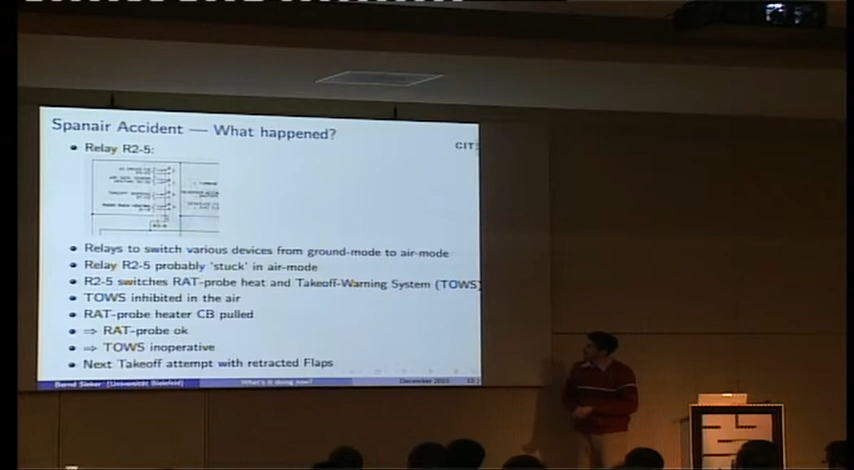 Spanair Accident — What happened?
CIT
Relay R2-5:
Relays to switch various devices from ground-mode to air-mode
Relay R2-5 probably 'stuck' in air-mode
R2-5 switches RAT-probe heat and Takeoff-Warning System (TOWS)
TOWS inhibited in the air
RAT-probe heater CB pulled
⇒ RAT-probe ok
⇒ TOWS inoperative
Next Takeoff attempt with retracted Flaps
Bernd Sieker (Universität Bielefeld) What's it doing now? December 2010